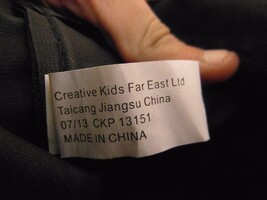 Creative Kids Far East Ltd
Taicang Jiangsu China
07/13 CKP 13151
MADE IN CHINA